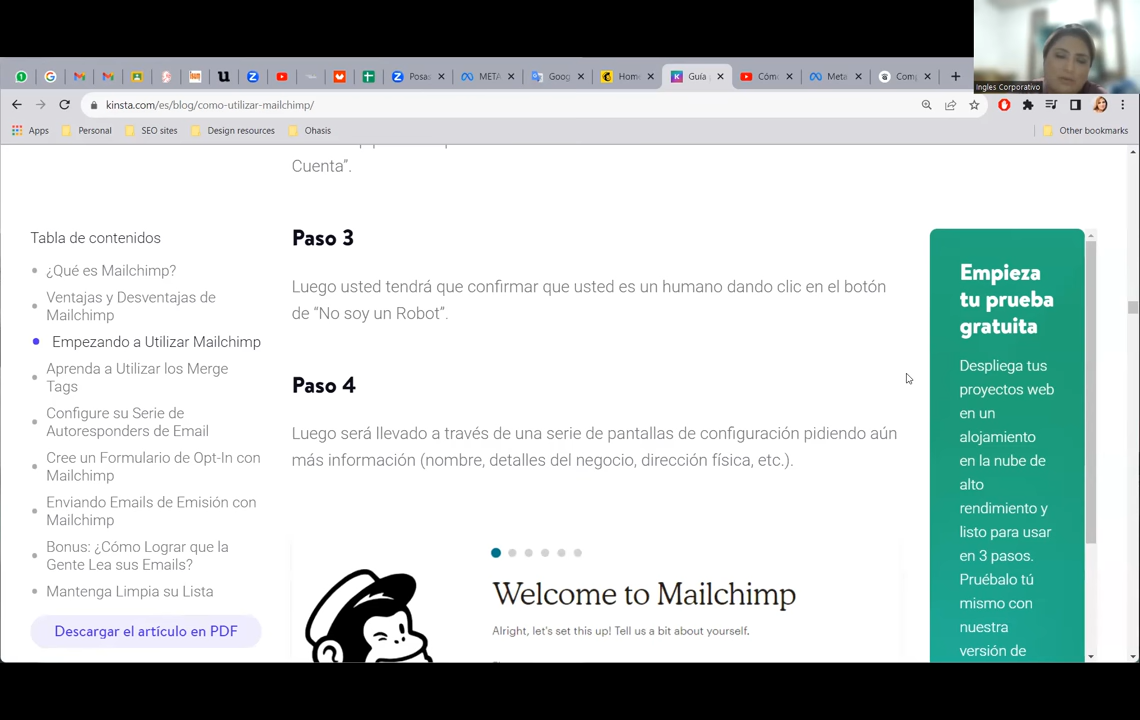 Ingles Corporativo
Posa:
META
Goog
Home
Guía
Cómo
Meta
Com
kinsta.com/es/blog/como-utilizar-mailchimp/
Apps
Personal
SEO sites
Design resources
Ohasis
Other bookmarks
Cuenta”.
Tabla de contenidos
¿Qué es Mailchimp?
Ventajas y Desventajas de
Mailchimp
Empezando a Utilizar Mailchimp
Aprenda a Utilizar los Merge
Tags
Configure su Serie de
Autoresponders de Email
Cree un Formulario de Opt-In con
Mailchimp
Enviando Emails de Emisión con
Mailchimp
Bonus: ¿Cómo Lograr que la
Gente Lea sus Emails?
Mantenga Limpia su Lista
Descargar el artículo en PDF
Paso 3
Luego usted tendrá que confirmar que usted es un humano dando clic en el botón
de “No soy un Robot”.
Paso 4
Luego será llevado a través de una serie de pantallas de configuración pidiendo aún
más información (nombre, detalles del negocio, dirección física, etc.).
Welcome to Mailchimp
Alright, let's set this up! Tell us a bit about yourself.
Empieza
tu prueba
gratuita
Despliega tus
proyectos web
en un
alojamiento
en la nube de
alto
rendimiento y
listo para usar
en 3 pasos.
Pruébalo tú
mismo con
nuestra
versión de